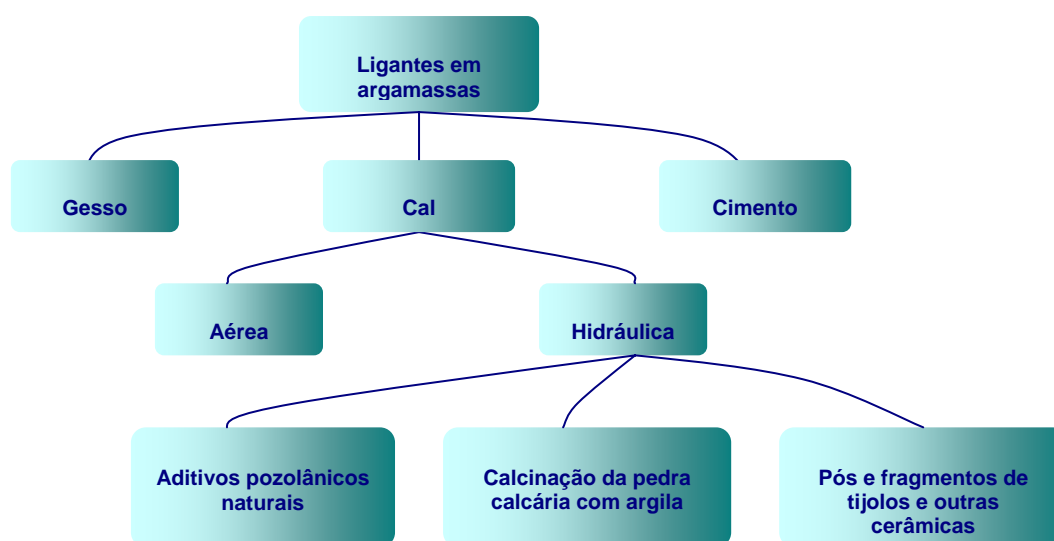 Ligantes em
argamassas
Gesso
Cal
Cimento
Aérea
Hidráulica
Aditivos pozolânicos
naturais
Calcinação da pedra
calcária com argila
Pós e fragmentos de
tijolos e outras
cerâmicas